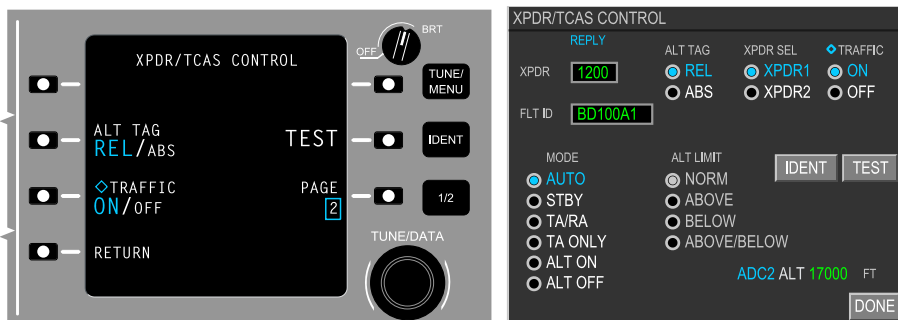 OFF
BRT
XPDR/TCAS CONTROL
TUNE/
MENU
ALT TAG
REL/ABS
TEST
IDENT
◇TRAFFIC
ON/OFF
PAGE
2
1/2
RETURN
TUNE/DATA
XPDR/TCAS CONTROL
REPLY
XPDR 1200
FLT ID BD100A1
ALT TAG
REL
ABS
XPDR SEL
XPDR1
XPDR2
◇TRAFFIC
ON
OFF
MODE
AUTO
STBY
TA/RA
TA ONLY
ALT ON
ALT OFF
ALT LIMIT
NORM
ABOVE
BELOW
ABOVE/BELOW
IDENT TEST
ADC2 ALT 17000 FT
DONE